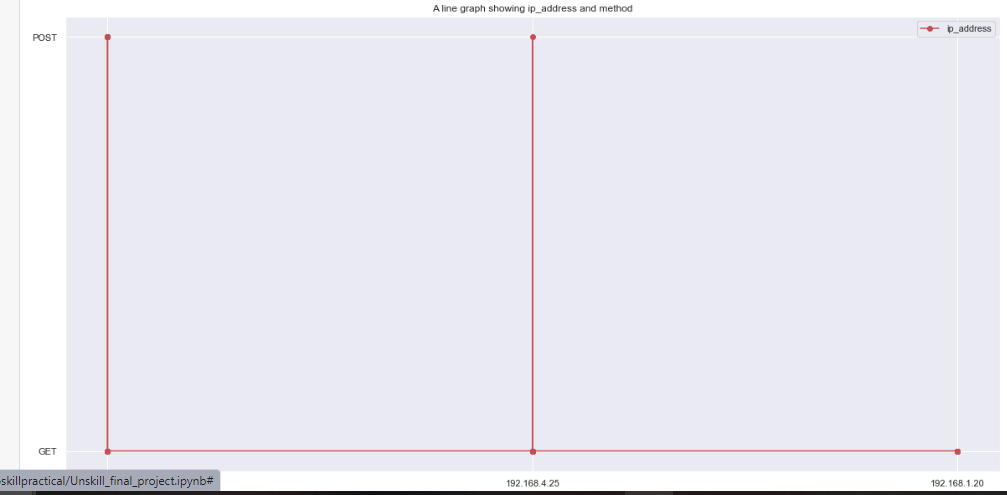 A line graph showing ip_address and method
ip_address
POST
GET
skillpractical/Unskill_final_project.ipynb#
192.168.4.25
192.168.1.20